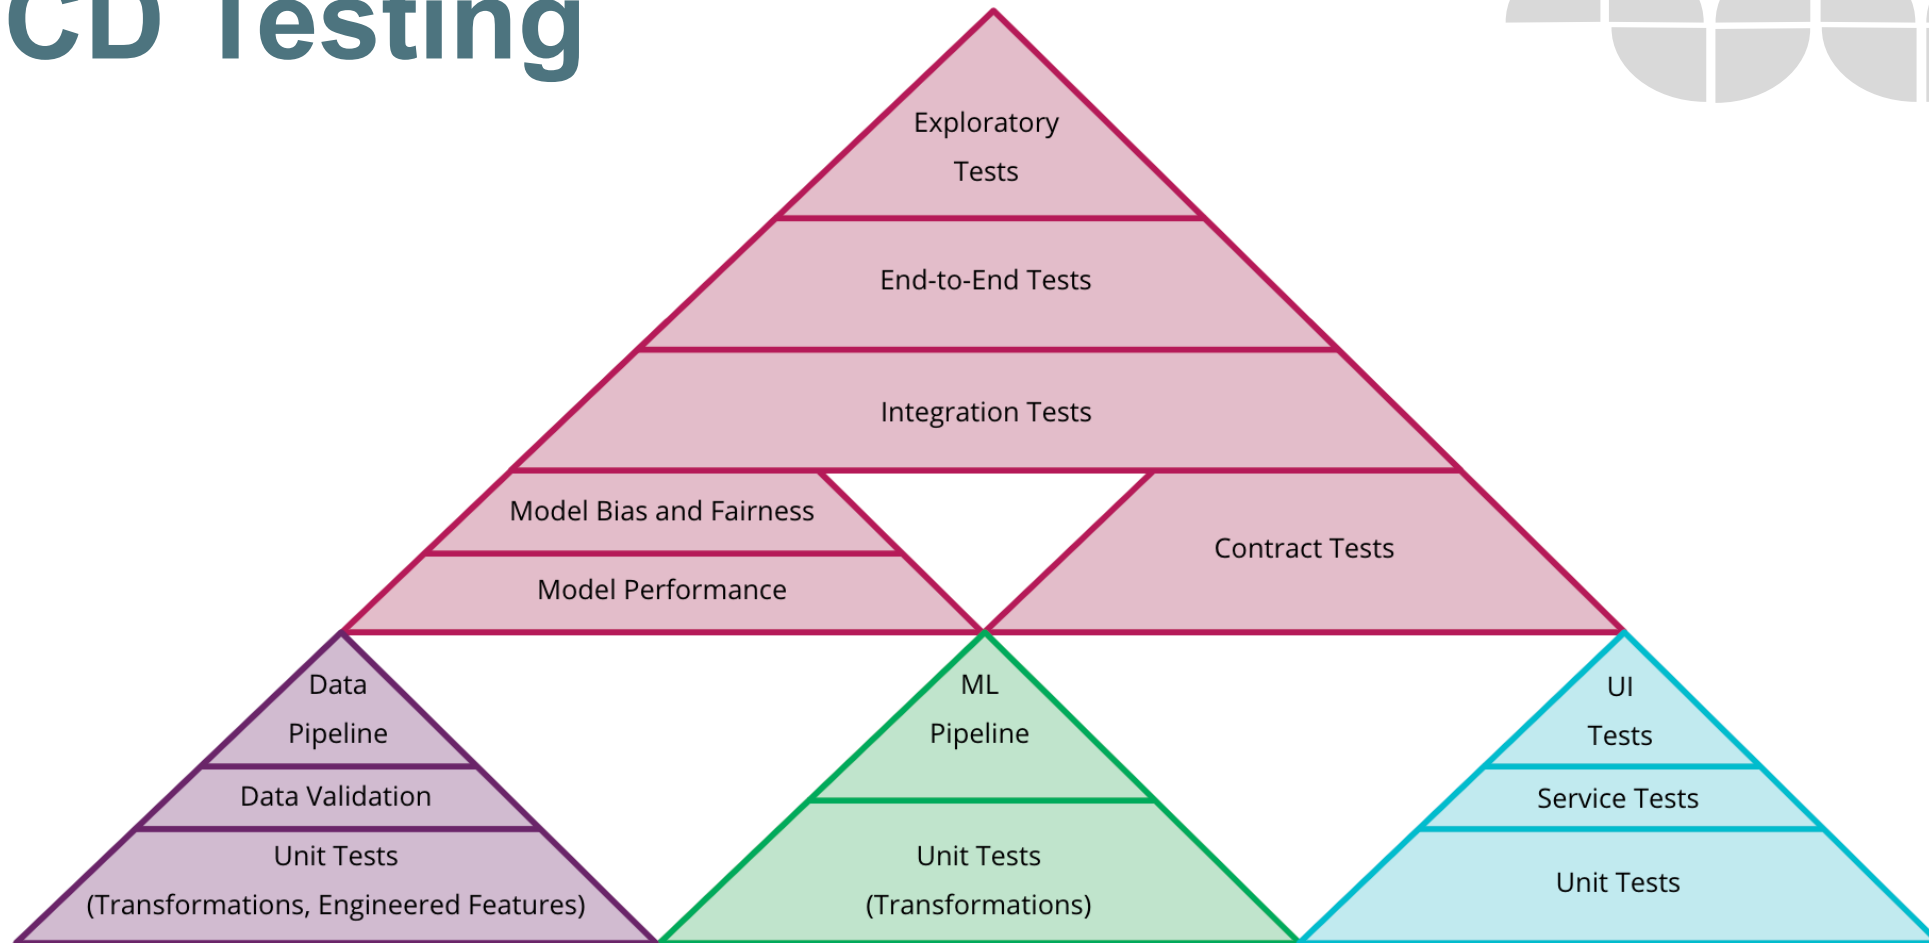 CD Testing
Exploratory
Tests
End-to-End Tests
Integration Tests
Model Bias and Fairness
Model Performance
Contract Tests
Data
Pipeline
Data Validation
Unit Tests
(Transformations, Engineered Features)
ML
Pipeline
Unit Tests
(Transformations)
UI
Tests
Service Tests
Unit Tests